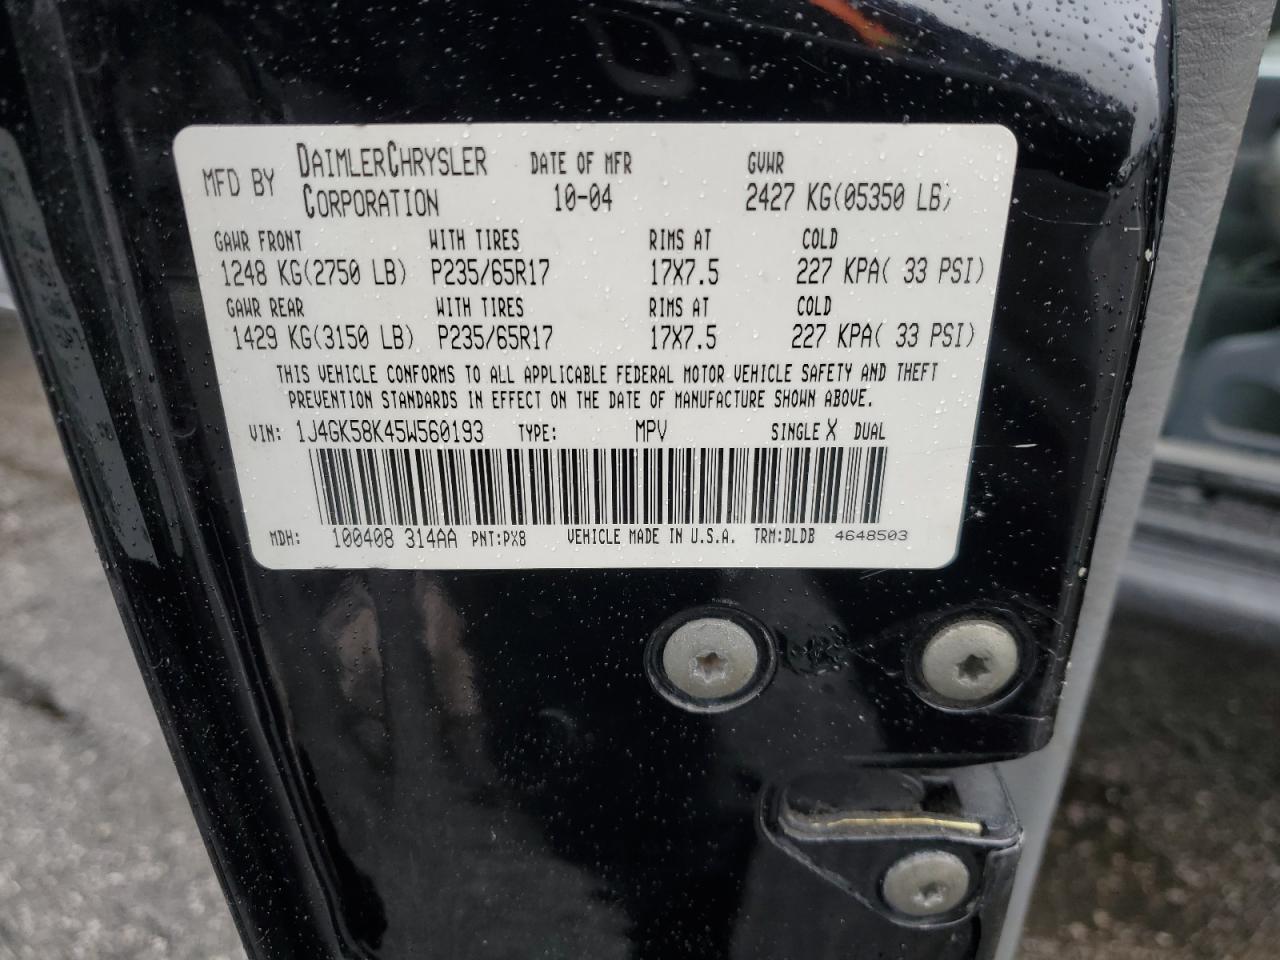 MFD BY DAIMLERCHRYSLER CORPORATION DATE OF MFR 10-04 GVWR 2427 KG(05350 LB)
GAWR FRONT WITH TIRES RIMS AT COLD
1248 KG(2750 LB) P235/65R17 17X7.5 227 KPA( 33 PSI)
GAWR REAR WITH TIRES RIMS AT COLD
1429 KG(3150 LB) P235/65R17 17X7.5 227 KPA( 33 PSI)
THIS VEHICLE CONFORMS TO ALL APPLICABLE FEDERAL MOTOR VEHICLE SAFETY AND THEFT
PREVENTION STANDARDS IN EFFECT ON THE DATE OF MANUFACTURE SHOWN ABOVE.
VIN: 1J4GK58K45W560193 TYPE: MPV SINGLE X DUAL
MDH: 100408 314AA PNT:PX8 VEHICLE MADE IN U.S.A. TRM:DLDB 4648503